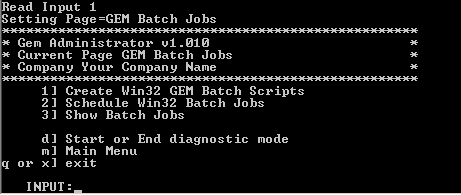 Read Input 1
Setting Page=GEM Batch Jobs
******************************************************
* Gem Administrator v1.010 *
* Current Page GEM Batch Jobs *
* Company Your Company Name *
******************************************************
1] Create Win32 GEM Batch Scripts
2] Schedule Win32 Batch Jobs
3] Show Batch Jobs
d] Start or End diagnostic mode
m] Main Menu
q or x] exit
INPUT:_